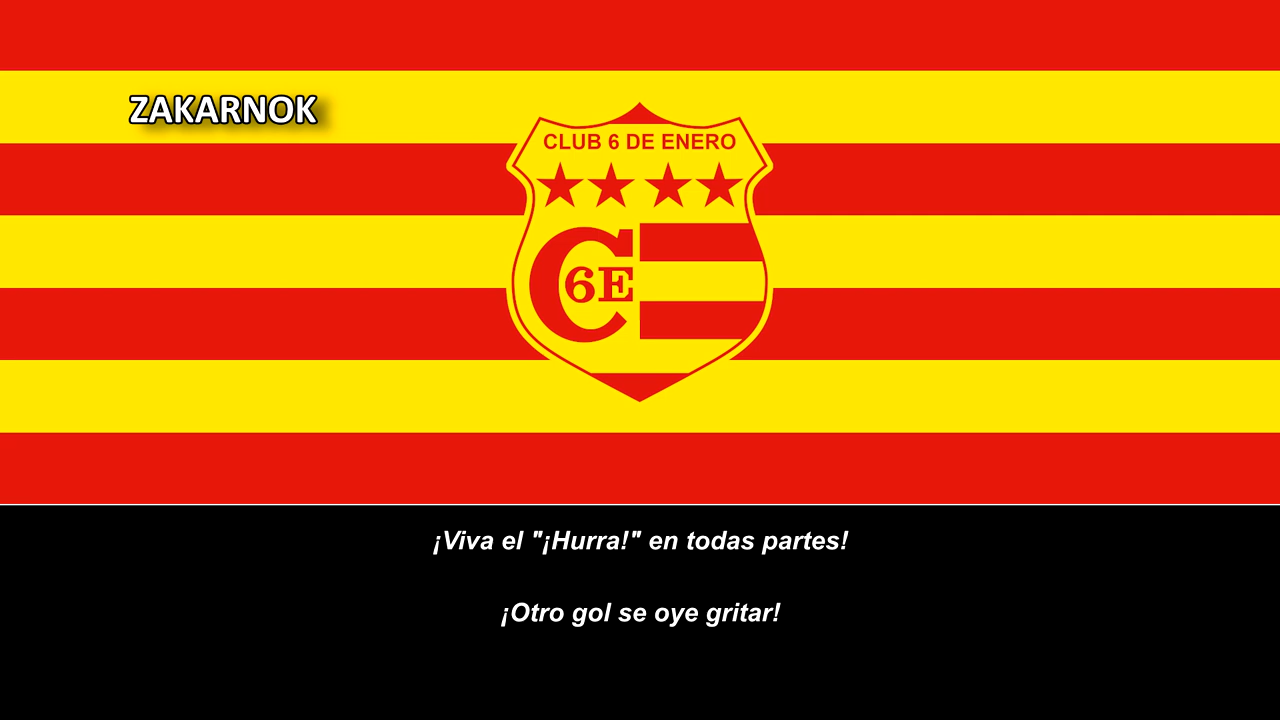 ZAKARNOK
CLUB 6 DE ENERO
C
6E
¡Viva el "¡Hurra!" en todas partes!
¡Otro gol se oye gritar!